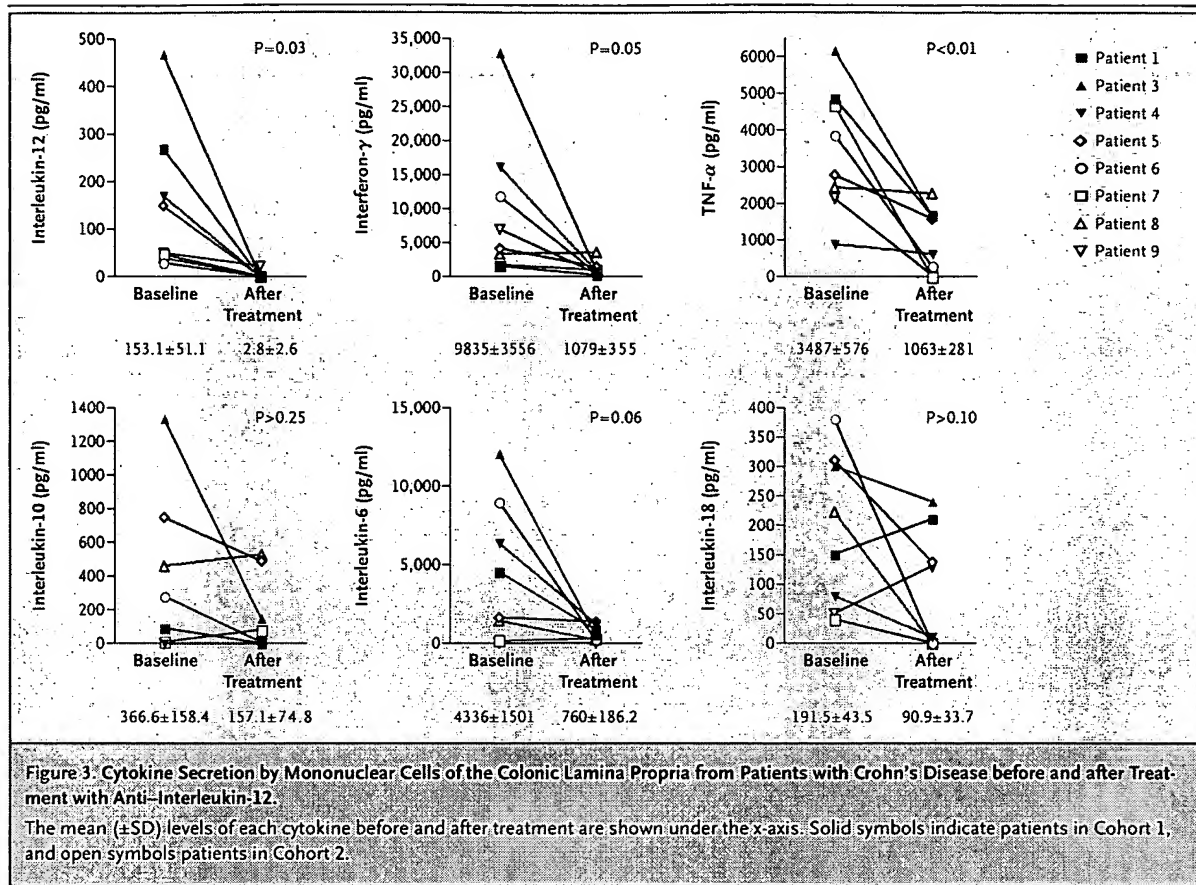 P=0.03
Interleukin-12 (pg/ml)
500
400
300
200
100
0
Baseline After
Treatment
153.1±51.1 2.8±2.6
P=0.05
Interferon-γ (pg/ml)
35,000
30,000
25,000
20,000
15,000
10,000
5,000
0
Baseline After
Treatment
9835±3556 1079±355
P<0.01
TNF-α (pg/ml)
6000
5000
4000
3000
2000
1000
0
Baseline After
Treatment
3487±576 1063±281
Patient 1
Patient 3
Patient 4
Patient 5
Patient 6
Patient 7
Patient 8
Patient 9
P>0.25
Interleukin-10 (pg/ml)
1400
1200
1000
800
600
400
200
0
Baseline After
Treatment
366.6±158.4 157.1±74.8
P=0.06
Interleukin-6 (pg/ml)
15,000
10,000
5,000
0
Baseline After
Treatment
4336±1501 760±186.2
P>0.10
Interleukin-18 (pg/ml)
400
350
300
250
200
150
100
50
0
Baseline After
Treatment
191.5±43.5 90.9±33.7
Figure 3. Cytokine Secretion by Mononuclear Cells of the Colonic Lamina Propria from Patients with Crohn's Disease before and after Treat-
ment with Anti–Interleukin-12.
The mean (±SD) levels of each cytokine before and after treatment are shown under the x-axis. Solid symbols indicate patients in Cohort 1,
and open symbols patients in Cohort 2.